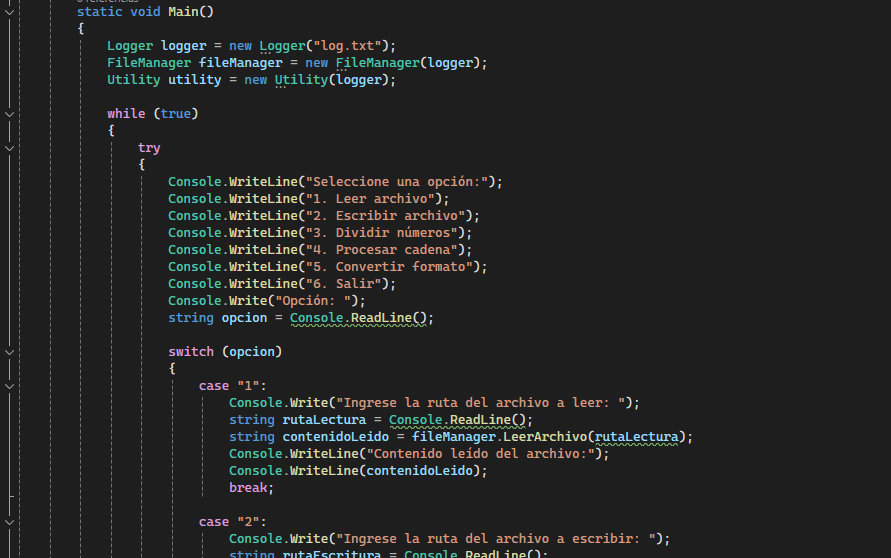 0 referencias
static void Main()
{
Logger logger = new Logger("log.txt");
FileManager fileManager = new FileManager(logger);
Utility utility = new Utility(logger);
while (true)
{
try
{
Console.WriteLine("Seleccione una opción:");
Console.WriteLine("1. Leer archivo");
Console.WriteLine("2. Escribir archivo");
Console.WriteLine("3. Dividir números");
Console.WriteLine("4. Procesar cadena");
Console.WriteLine("5. Convertir formato");
Console.WriteLine("6. Salir");
Console.Write("Opción: ");
string opcion = Console.ReadLine();
switch (opcion)
{
case "1":
Console.Write("Ingrese la ruta del archivo a leer: ");
string rutaLectura = Console.ReadLine();
string contenidoLeido = fileManager.LeerArchivo(rutaLectura);
Console.WriteLine("Contenido leído del archivo:");
Console.WriteLine(contenidoLeido);
break;
case "2":
Console.Write("Ingrese la ruta del archivo a escribir: ");
string rutaEscritura = Console.ReadLine();